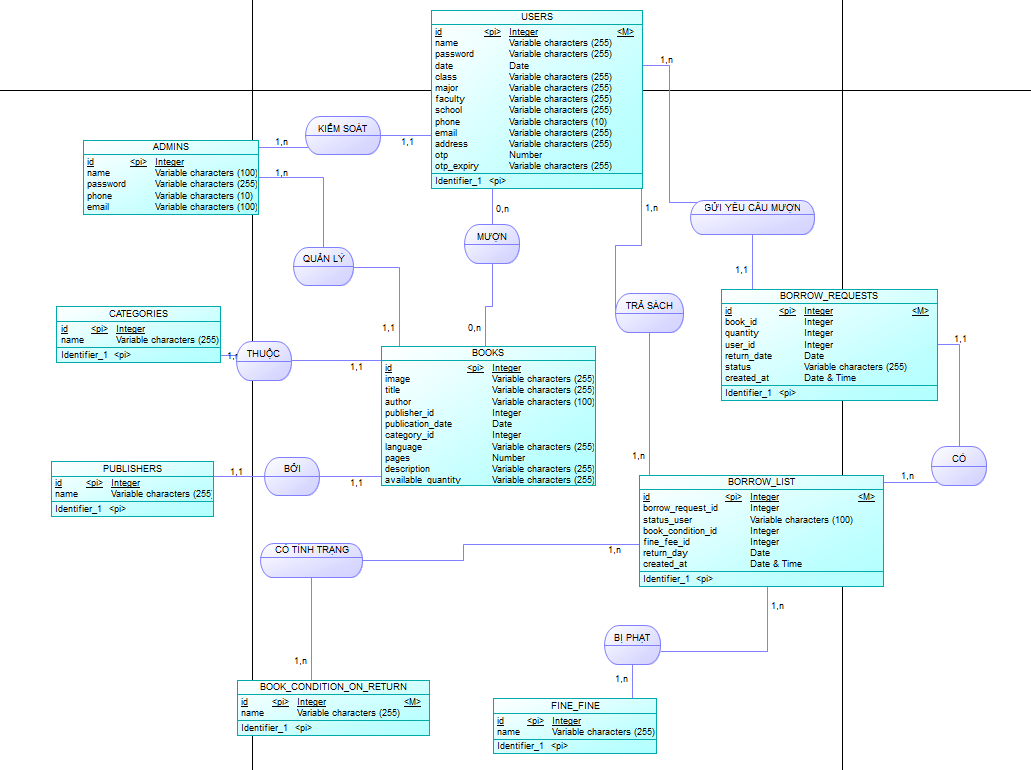 USERS
id <pi> Integer <M>
name Variable characters (255)
password Variable characters (255)
date Date
class Variable characters (255)
major Variable characters (255)
faculty Variable characters (255)
school Variable characters (255)
phone Variable characters (10)
email Variable characters (255)
address Variable characters (255)
otp Number
otp_expiry Variable characters (255)
Identifier_1 <pi>
1,n
KIỂM SOÁT
1,n
1,1
ADMINS
id <pi> Integer
name Variable characters (100)
password Variable characters (255)
phone Variable characters (10)
email Variable characters (100)
1,n
0,n
1,n
GỬI YÊU CẦU MƯỢN
MƯỢN
QUẢN LÝ
1,1
BORROW_REQUESTS
id <pi> Integer <M>
book_id Integer
quantity Integer
user_id Integer
return_date Date
status Variable characters (255)
created_at Date & Time
Identifier_1 <pi>
TRẢ SÁCH
CATEGORIES
id <pi> Integer
name Variable characters (255)
Identifier_1 <pi>
1,1
0,n
1,1
THUỘC
1,1
BOOKS
id <pi> Integer
image Variable characters (255)
title Variable characters (255)
author Variable characters (100)
publisher_id Integer
publication_date Date
category_id Integer
language Variable characters (255)
pages Number
description Variable characters (255)
available_quantity Variable characters (255)
1,n
CÓ
1,n
PUBLISHERS
id <pi> Integer
name Variable characters (255)
Identifier_1 <pi>
1,1
BỞI
1,1
BORROW_LIST
id <pi> Integer <M>
borrow_request_id Integer
status_user Variable characters (100)
book_condition_id Integer
fine_fee_id Integer
return_day Date
created_at Date & Time
Identifier_1 <pi>
CÓ TÌNH TRẠNG
1,n
1,n
BỊ PHẠT
1,n
1,n
BOOK_CONDITION_ON_RETURN
id <pi> Integer <M>
name Variable characters (255)
Identifier_1 <pi>
FINE_FINE
id <pi> Integer
name Variable characters (255)
Identifier_1 <pi>